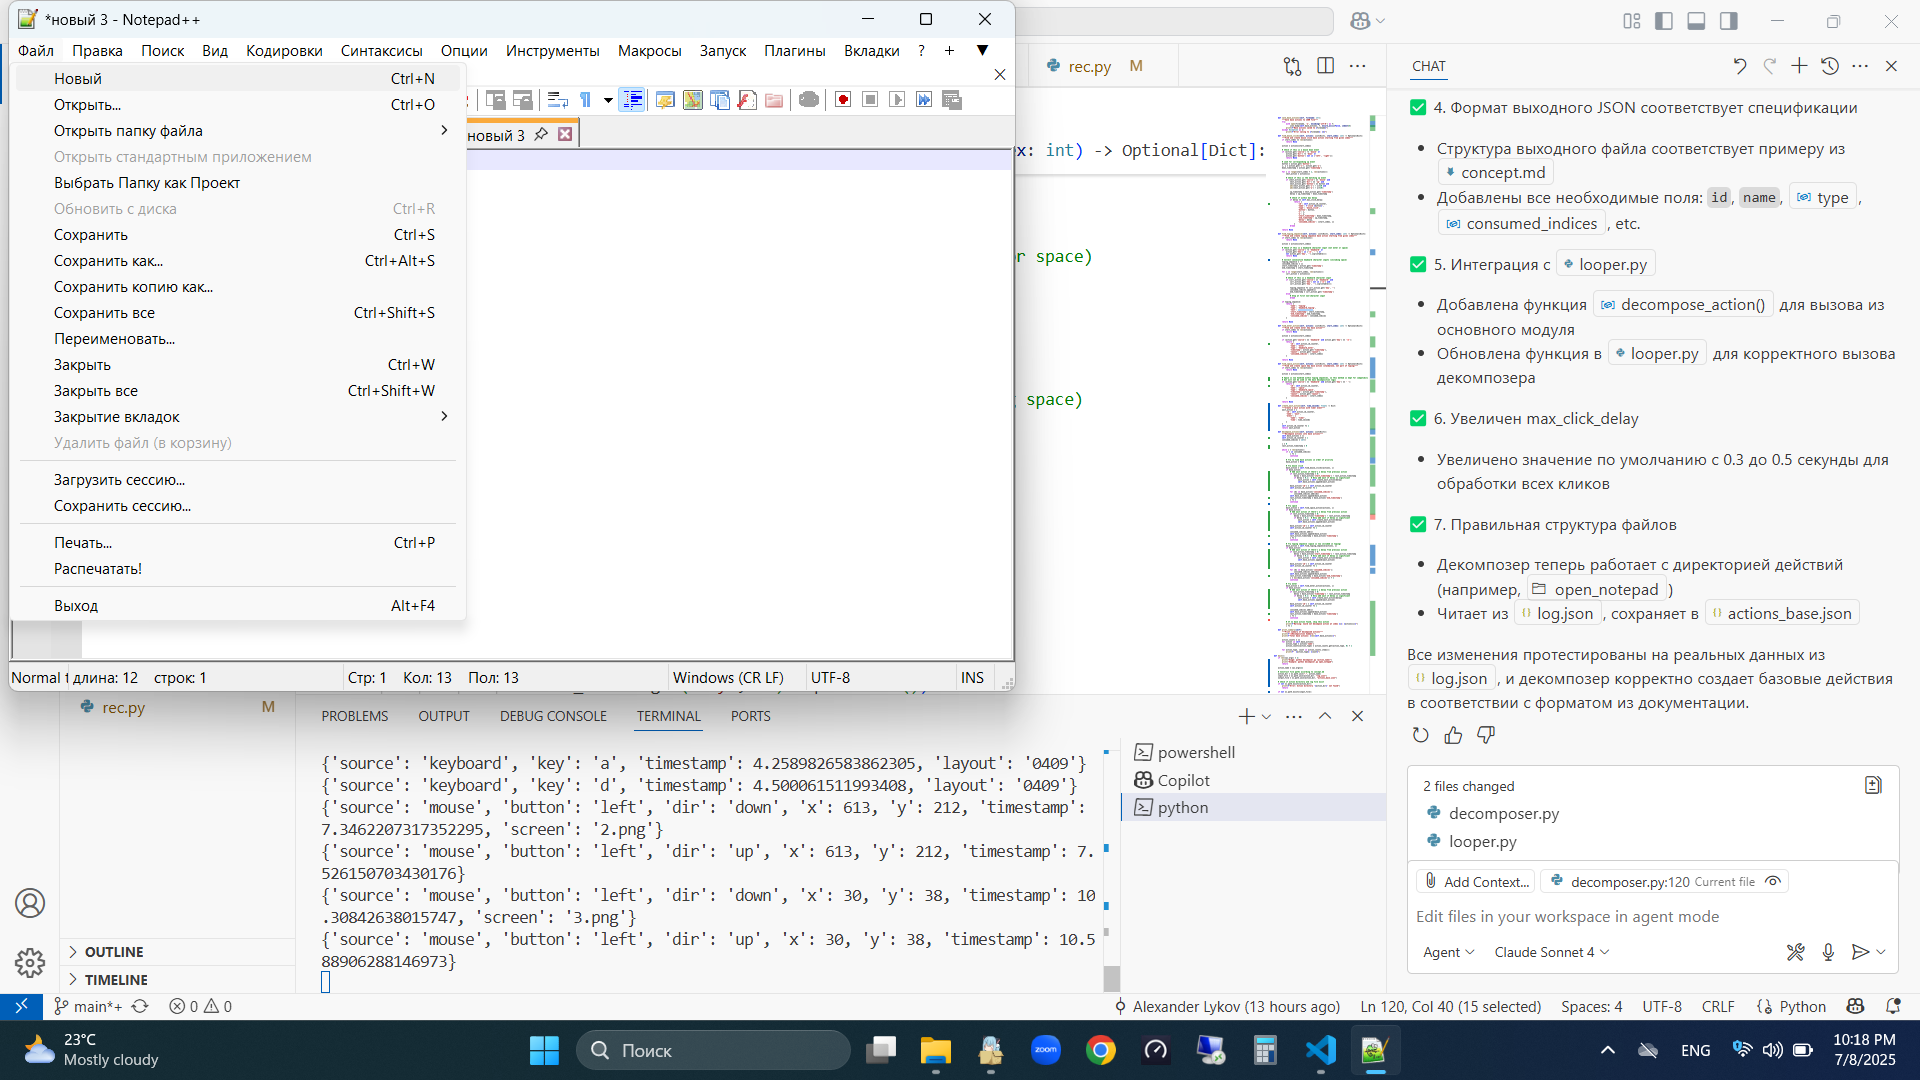 *новый 3 - Notepad++
Файл Правка Поиск Вид Кодировки Синтаксисы Опции Инструменты Макросы Запуск Плагины Вкладки ? + ▼
Новый Ctrl+N
Открыть... Ctrl+O
Открыть папку файла
Открыть стандартным приложением
Выбрать Папку как Проект
Обновить с диска Ctrl+R
Сохранить Ctrl+S
Сохранить как... Ctrl+Alt+S
Сохранить копию как...
Сохранить все Ctrl+Shift+S
Переименовать...
Закрыть Ctrl+W
Закрыть все Ctrl+Shift+W
Закрытие вкладок
Удалить файл (в корзину)
Загрузить сессию...
Сохранить сессию...
Печать... Ctrl+P
Распечатать!
Выход Alt+F4
новый 3
длина: 12 строк: 1 Стр: 1 Кол: 13 Пол: 13 Windows (CR LF) UTF-8 INS
rec.py M
x: int) -> Optional[Dict]:
r space)
space)
rec.py M
OUTLINE
TIMELINE
PROBLEMS OUTPUT DEBUG CONSOLE TERMINAL PORTS
{'source': 'keyboard', 'key': 'a', 'timestamp': 4.2589826583862305, 'layout': '0409'}
{'source': 'keyboard', 'key': 'd', 'timestamp': 4.500061511993408, 'layout': '0409'}
{'source': 'mouse', 'button': 'left', 'dir': 'down', 'x': 613, 'y': 212, 'timestamp':
7.3462207317352295, 'screen': '2.png'}
{'source': 'mouse', 'button': 'left', 'dir': 'up', 'x': 613, 'y': 212, 'timestamp': 7.
526150703430176}
{'source': 'mouse', 'button': 'left', 'dir': 'down', 'x': 30, 'y': 38, 'timestamp': 10
.30842638015747, 'screen': '3.png'}
{'source': 'mouse', 'button': 'left', 'dir': 'up', 'x': 30, 'y': 38, 'timestamp': 10.5
88906288146973}
powershell
Copilot
python
CHAT
4. Формат выходного JSON соответствует спецификации
Структура выходного файла соответствует примеру из
concept.md
Добавлены все необходимые поля: id, name, type ,
consumed_indices , etc.
5. Интеграция с looper.py
Добавлена функция decompose_action() для вызова из
основного модуля
Обновлена функция в looper.py для корректного вызова
декомпозера
6. Увеличен max_click_delay
Увеличено значение по умолчанию с 0.3 до 0.5 секунды для
обработки всех кликов
7. Правильная структура файлов
Декомпозер теперь работает с директорией действий
(например, open_notepad )
Читает из log.json , сохраняет в actions_base.json
Все изменения протестированы на реальных данных из
log.json , и декомпозер корректно создает базовые действия
в соответствии с форматом из документации.
2 files changed
decomposer.py
looper.py
Add Context... decomposer.py:120 Current file
Edit files in your workspace in agent mode
Agent Claude Sonnet 4
main*+ 0 0 Alexander Lykov (13 hours ago) Ln 120, Col 40 (15 selected) Spaces: 4 UTF-8 CRLF Python
23°C
Mostly cloudy
Поиск
zoom
ENG
10:18 PM
7/8/2025